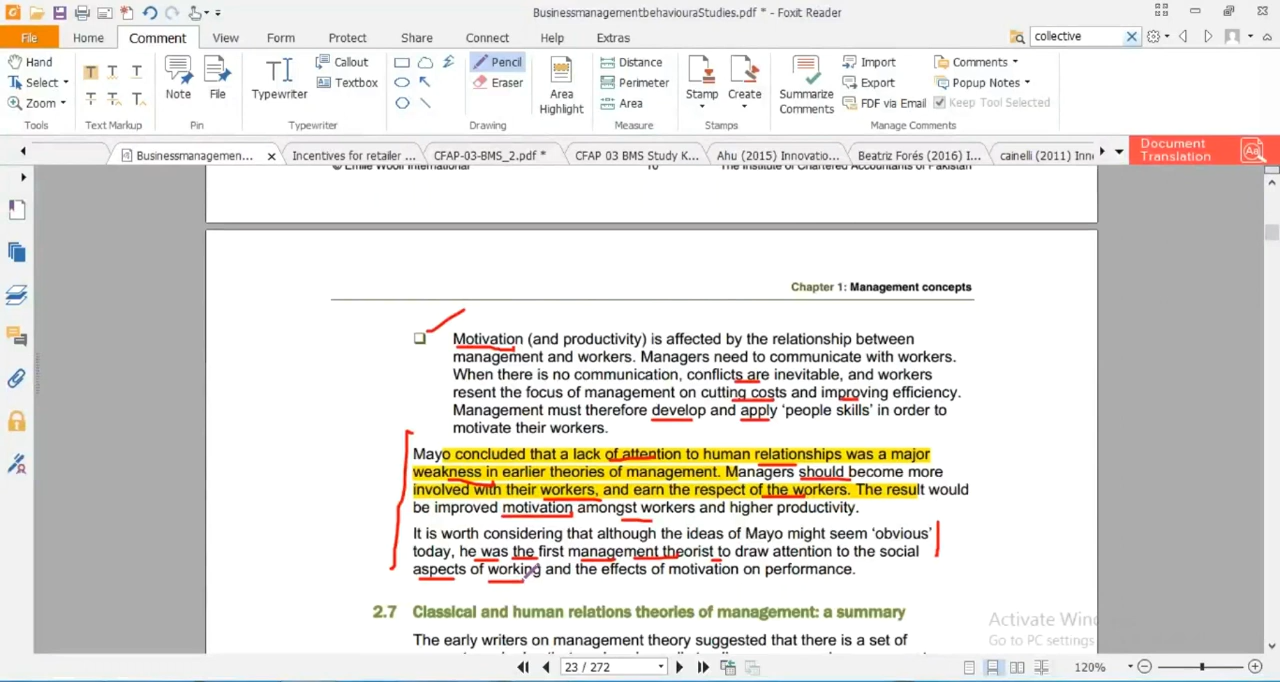 BusinessmanagementbehaviouraStudies.pdf * - Foxit Reader
File Home Comment View Form Protect Share Connect Help Extras collective
Hand Callout Pencil Distance Import Comments
Select Textbox Eraser Perimeter Export Popup Notes
Zoom Note File Typewriter Area Highlight Area Stamp Create Summarize Comments FDF via Email Keep Tool Selected
Tools Text Markup Pin Typewriter Drawing Measure Stamps Manage Comments
Businessmanagemen... Incentives for retailer ... CFAP-03-BMS_2.pdf * CFAP 03 BMS Study K... Ahu (2015) Innovatio... Beatriz Forés (2016) I... cainelli (2011) Inn
Document Translation
© Emile Woolf International 16 The Institute of Chartered Accountants of Pakistan
Chapter 1: Management concepts
Motivation (and productivity) is affected by the relationship between
management and workers. Managers need to communicate with workers.
When there is no communication, conflicts are inevitable, and workers
resent the focus of management on cutting costs and improving efficiency.
Management must therefore develop and apply ‘people skills’ in order to
motivate their workers.
Mayo concluded that a lack of attention to human relationships was a major
weakness in earlier theories of management. Managers should become more
involved with their workers, and earn the respect of the workers. The result would
be improved motivation amongst workers and higher productivity.
It is worth considering that although the ideas of Mayo might seem ‘obvious’
today, he was the first management theorist to draw attention to the social
aspects of working and the effects of motivation on performance.
2.7 Classical and human relations theories of management: a summary
The early writers on management theory suggested that there is a set of
Activate Win
Go to PC settings
23 / 272 120%